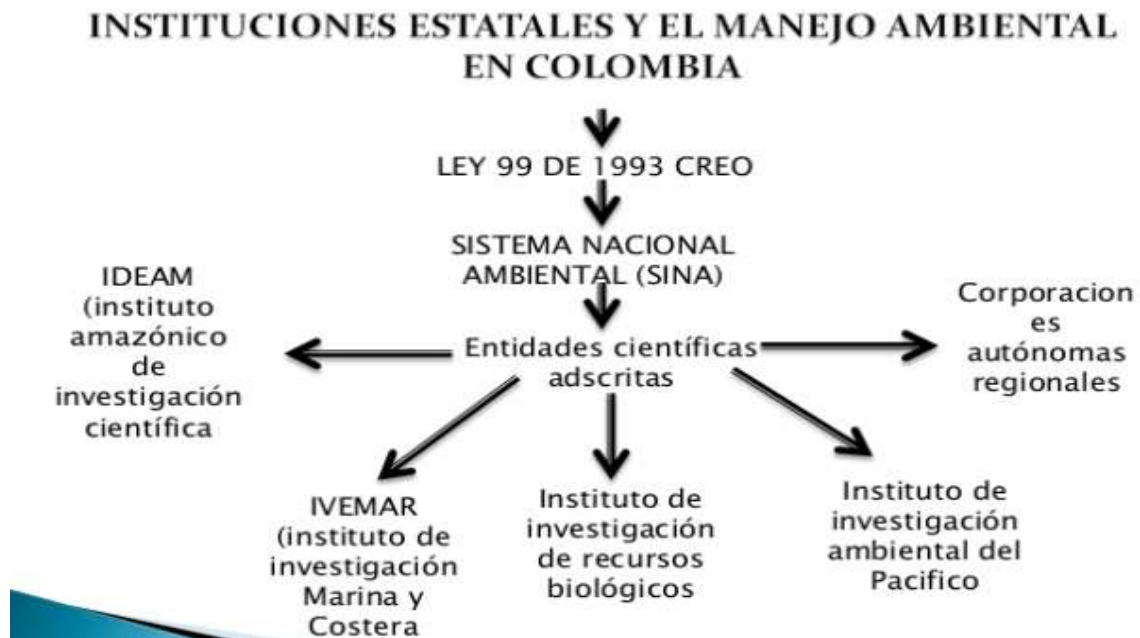 INSTITUCIONES ESTATALES Y EL MANEJO AMBIENTAL
EN COLOMBIA
LEY 99 DE 1993 CREO
SISTEMA NACIONAL
AMBIENTAL (SINA)
Entidades científicas
adscritas
IDEAM
(instituto
amazónico
de
investigación
científica
IVEMAR
(instituto de
investigación
Marina y
Costera
Instituto de
investigación
de recursos
biológicos
Instituto de
investigación
ambiental del
Pacifico
Corporacion
es
autónomas
regionales